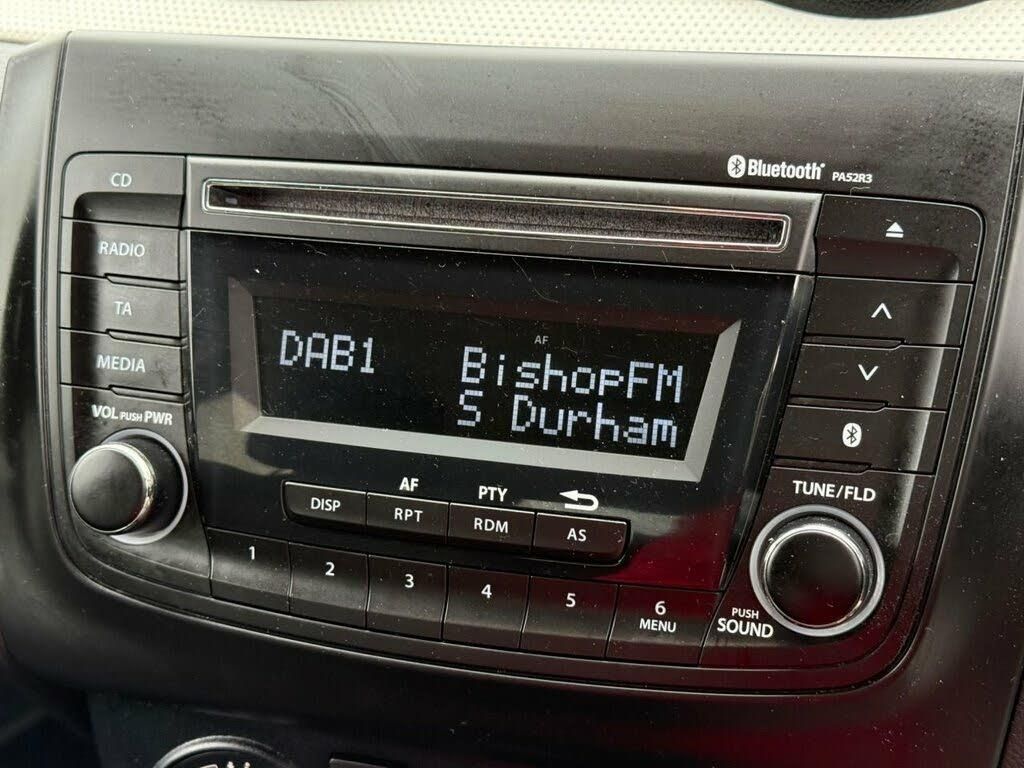 Bluetooth PA52R3
CD
RADIO
TA
MEDIA
VOL PUSH PWR
AF
DAB1 BishopFM
S Durham
AF PTY
DISP RPT RDM AS
1 2 3 4 5 6
MENU
TUNE/FLD
PUSH
SOUND